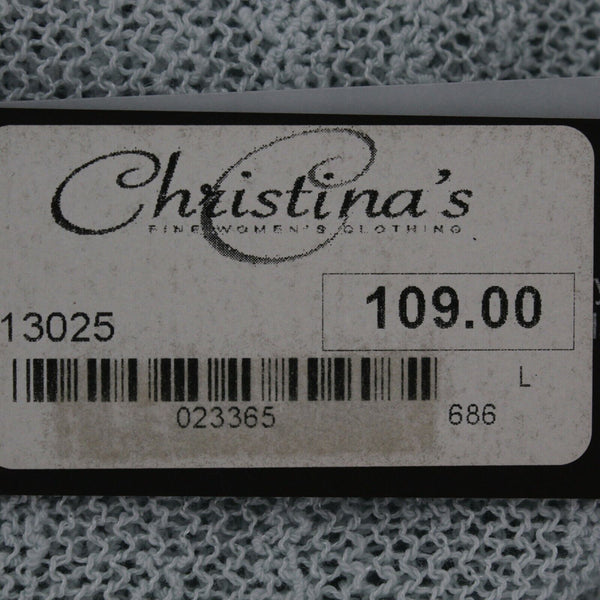 Christina's
FINE WOMEN'S CLOTHING
109.00
13025
L
023365
686